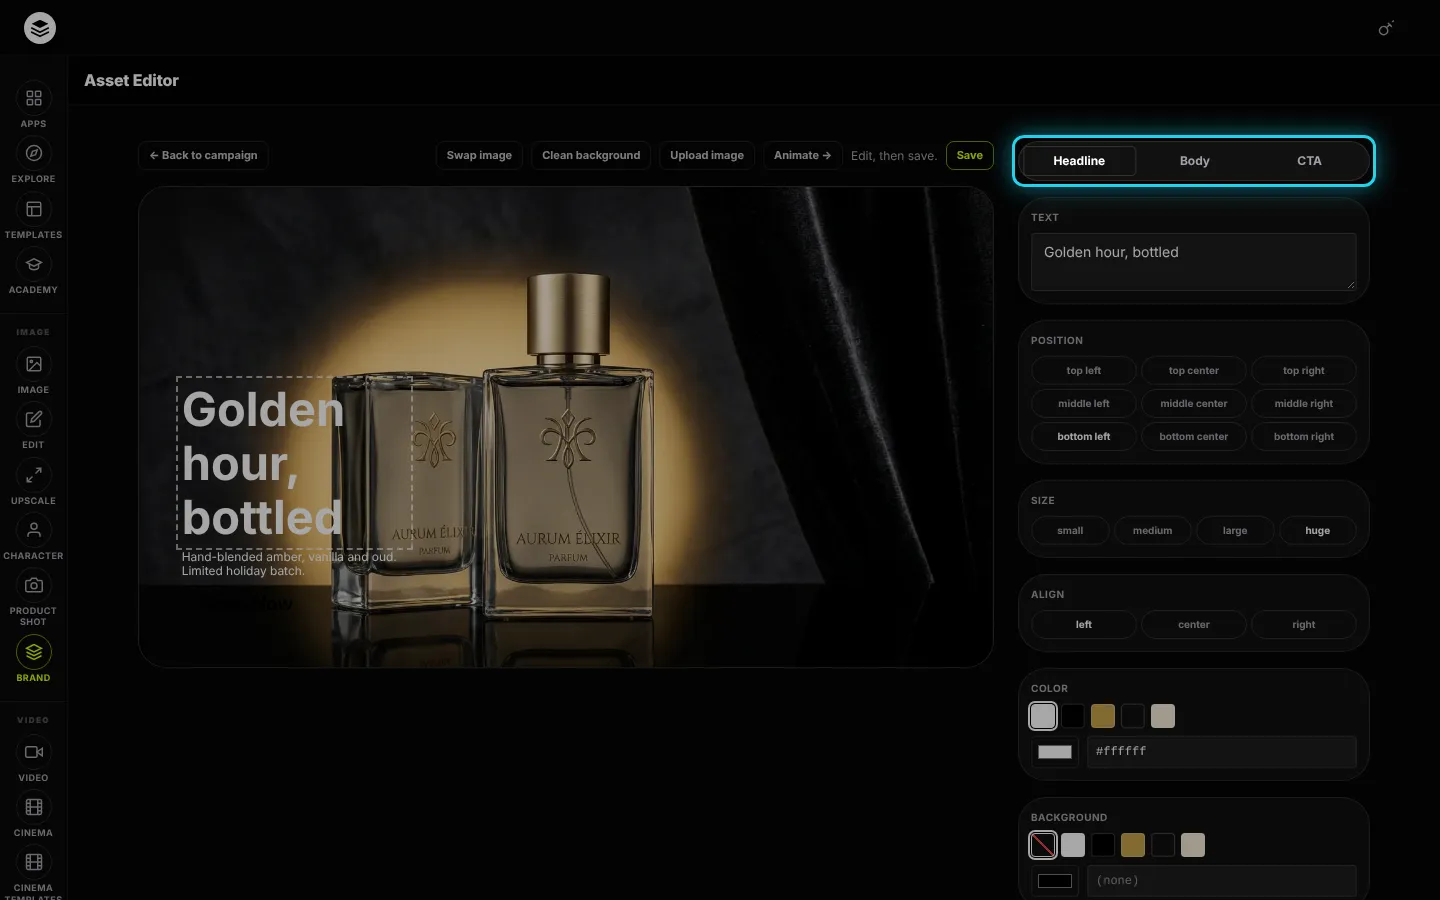 Asset Editor
APPS
EXPLORE
TEMPLATES
ACADEMY
IMAGE
IMAGE
EDIT
UPSCALE
CHARACTER
PRODUCT
SHOT
BRAND
VIDEO
VIDEO
CINEMA
CINEMA
TEMPLATES
← Back to campaign
Swap image
Clean background
Upload image
Animate →
Edit, then save.
Save
Golden
hour,
bottled
Hand-blended amber, vanilla and oud.
Limited holiday batch.
AURUM ÉLIXIR
PARFUM
AURUM ÉLIXIR
PARFUM
Headline
Body
CTA
TEXT
Golden hour, bottled
POSITION
top left
top center
top right
middle left
middle center
middle right
bottom left
bottom center
bottom right
SIZE
small
medium
large
huge
ALIGN
left
center
right
COLOR
#ffffff
BACKGROUND
(none)